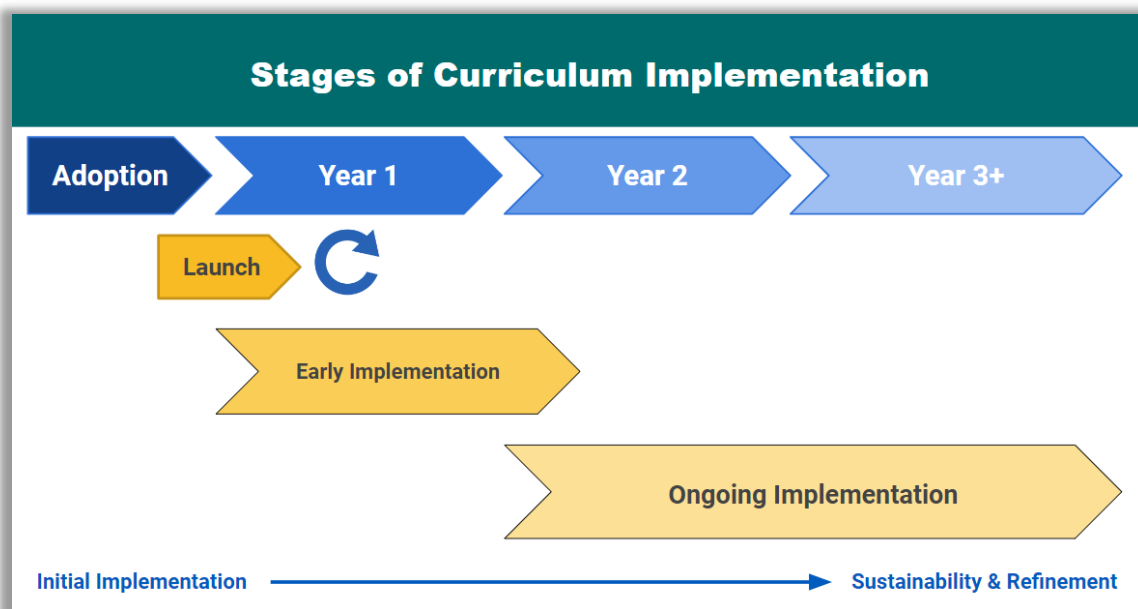 Stages of Curriculum Implementation
Adoption
Year 1
Year 2
Year 3+
Launch
Early Implementation
Ongoing Implementation
Initial Implementation
Sustainability & Refinement